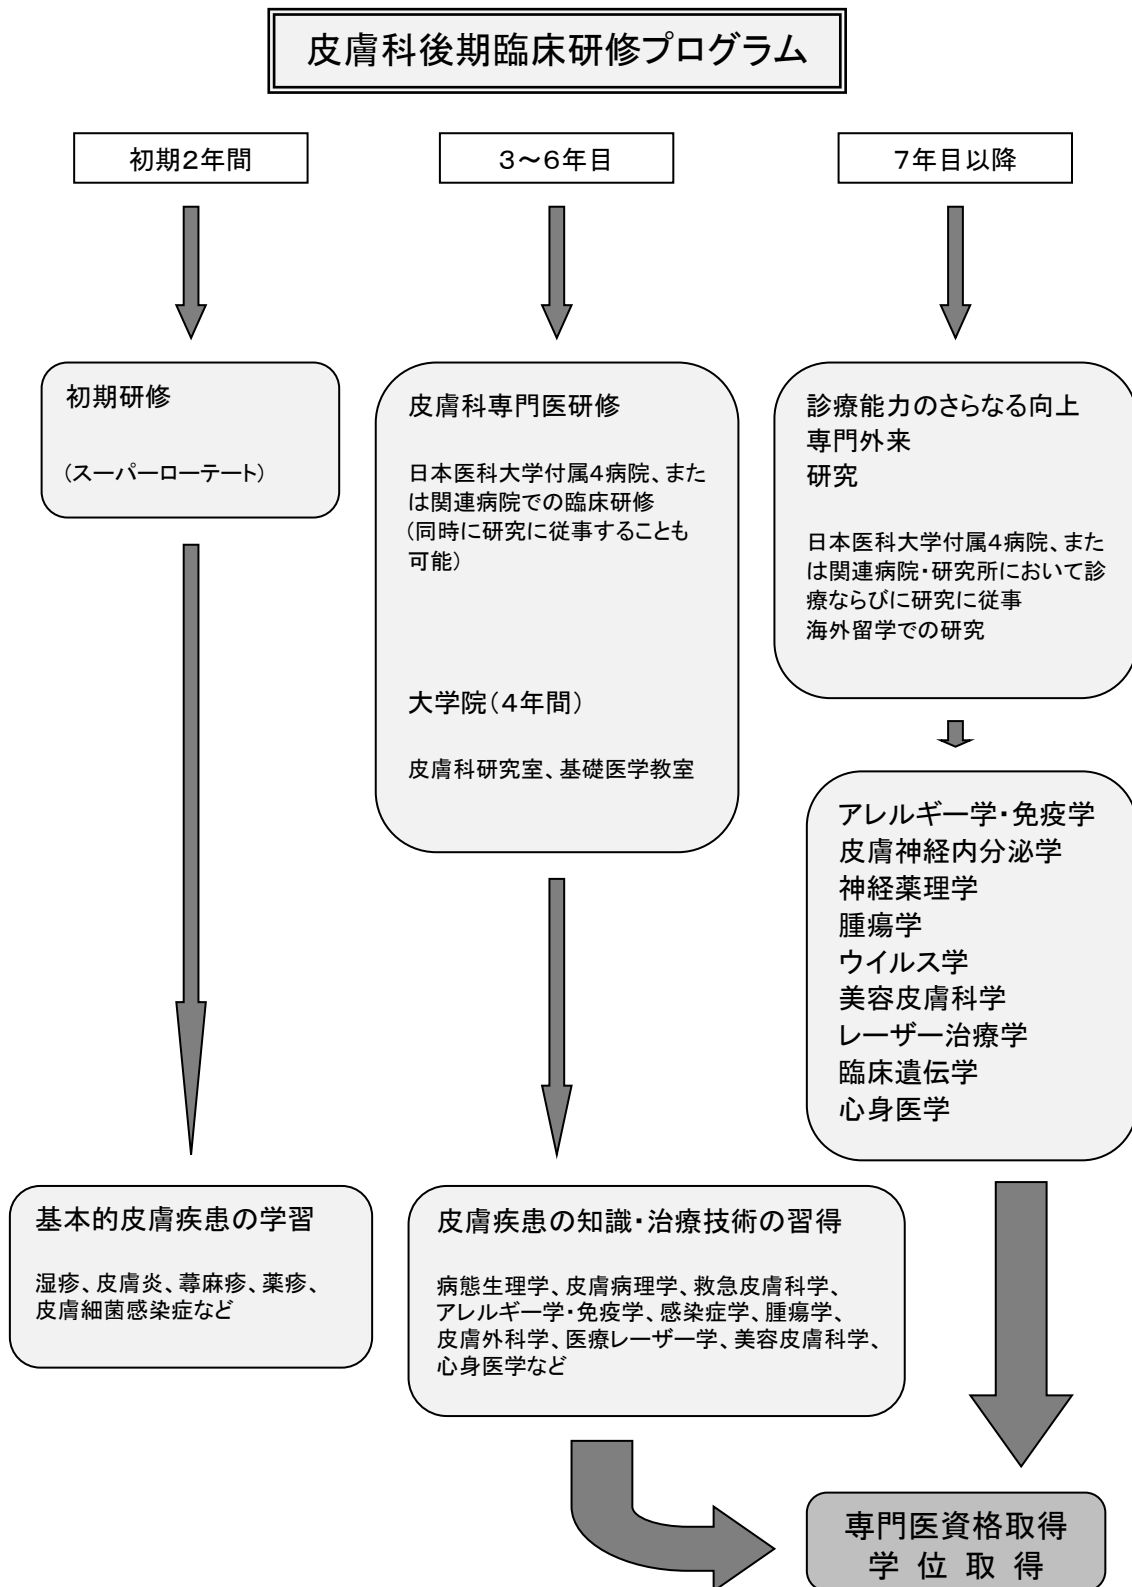 皮膚科後期臨床研修プログラム
初期2年間
3～6年目
7年目以降
初期研修
(スーパーローテート)
皮膚科専門医研修
日本医科大学付属4病院、また
は関連病院での臨床研修
(同時に研究に従事することも
可能)
大学院(4年間)
皮膚科研究室、基礎医学教室
診療能力のさらなる向上
専門外来
研究
日本医科大学付属4病院、また
は関連病院・研究所において診
療ならびに研究に従事
海外留学での研究
アレルギー学・免疫学
皮膚神経内分泌学
神経薬理学
腫瘍学
ウイルス学
美容皮膚科学
レーザー治療学
臨床遺伝学
心身医学
基本的皮膚疾患の学習
湿疹、皮膚炎、蕁麻疹、薬疹、
皮膚細菌感染症など
皮膚疾患の知識・治療技術の習得
病態生理学、皮膚病理学、救急皮膚科学、
アレルギー学・免疫学、感染症学、腫瘍学、
皮膚外科学、医療レーザー学、美容皮膚科学、
心身医学など
専門医資格取得
学 位 取 得